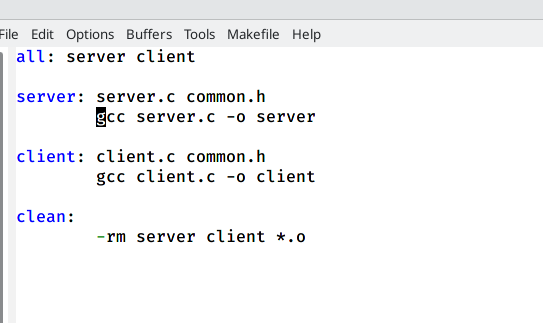 File Edit Options Buffers Tools Makefile Help
all: server client
server: server.c common.h
gcc server.c -o server
client: client.c common.h
gcc client.c -o client
clean:
-rm server client *.o